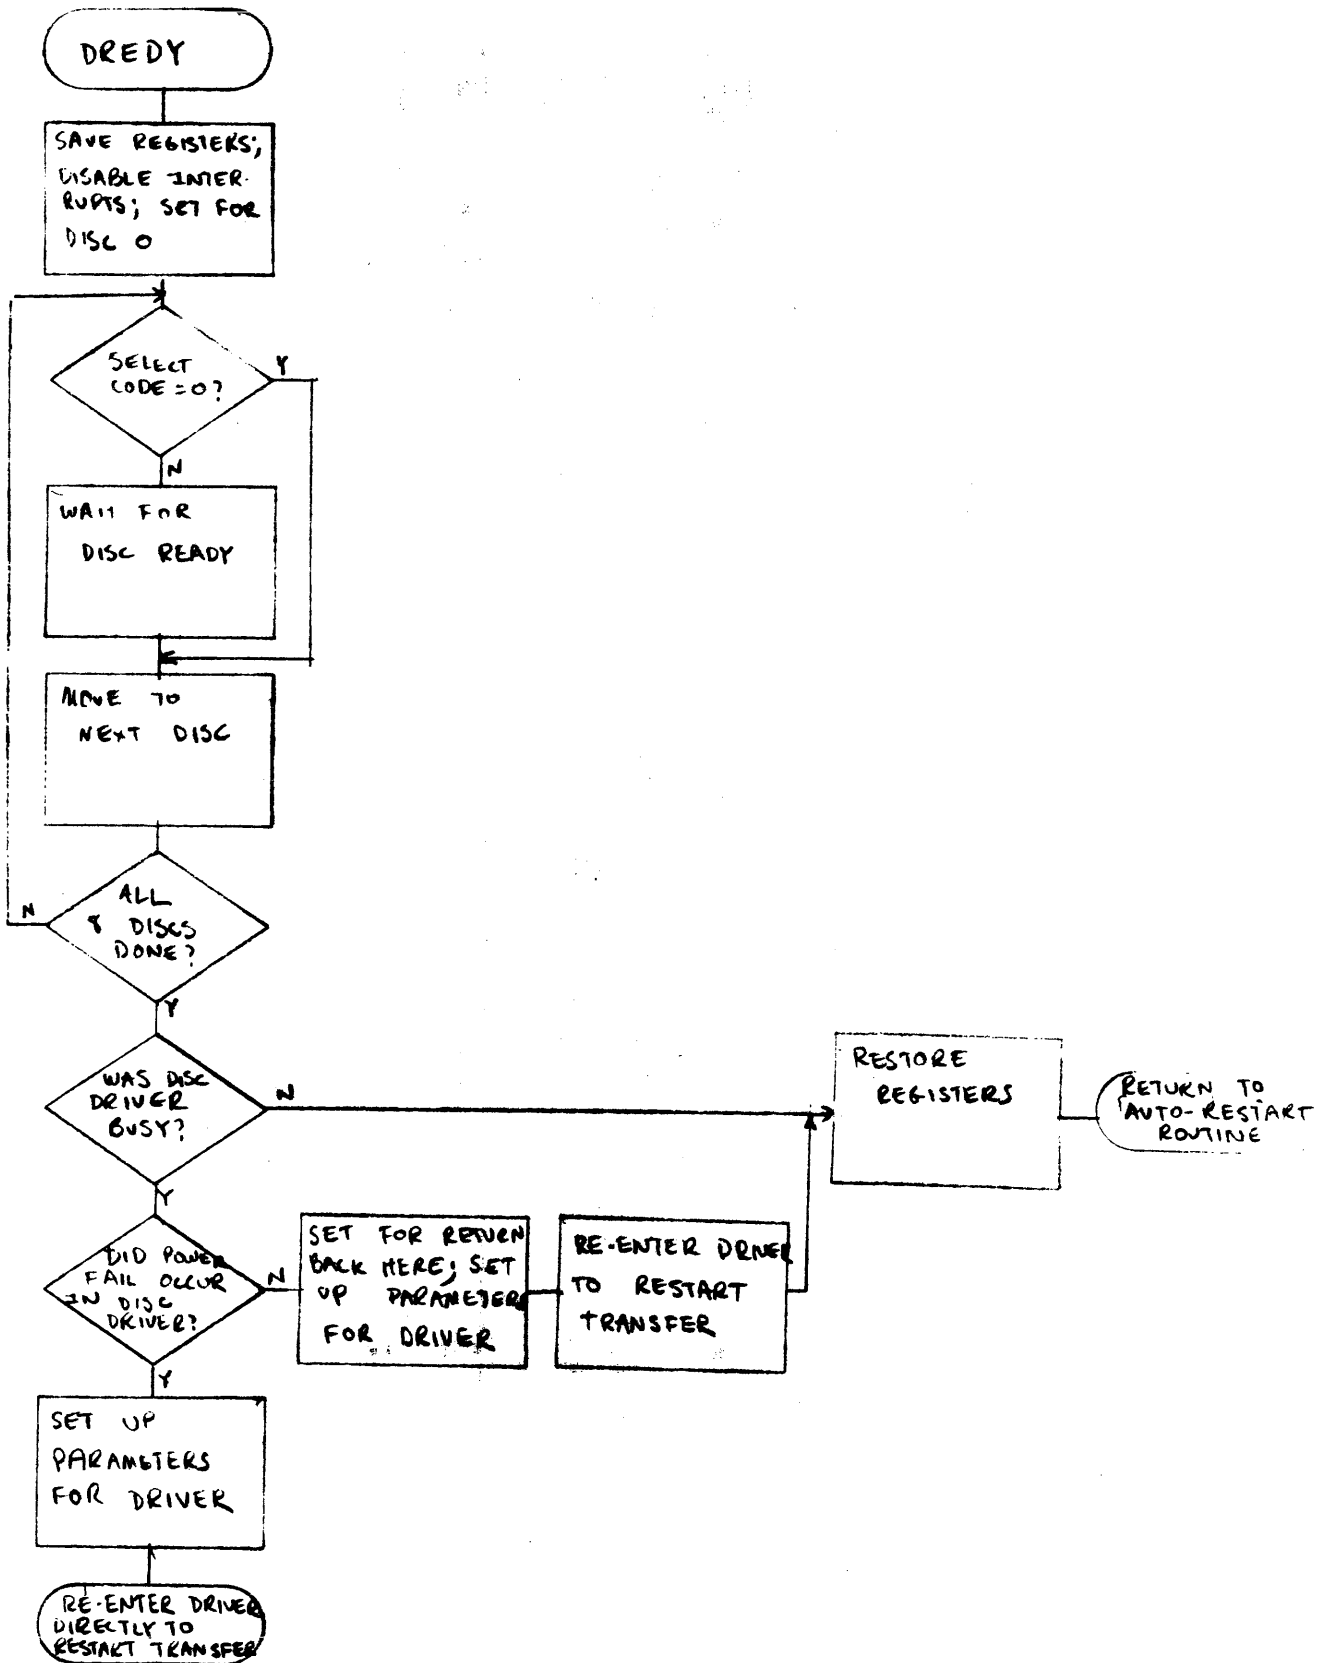 DREDY
SAVE REGISTERS;
DISABLE INTER-
RUPTS; SET FOR
DISC 0
SELECT
CODE = 0?
Y
N
WAIT FOR
DISC READY
MOVE TO
NEXT DISC
ALL
8 DISCS
DONE?
N
Y
WAS DISC
DRIVER
BUSY?
N
Y
RESTORE
REGISTERS
RETURN TO
AUTO-RESTART
ROUTINE
DID POWER
FAIL OCCUR
IN DISC
DRIVER?
N
Y
SET FOR RETURN
BACK HERE; SET
UP PARAMETERS
FOR DRIVER
RE-ENTER DRIVER
TO RESTART
TRANSFER
SET UP
PARAMETERS
FOR DRIVER
RE-ENTER DRIVER
DIRECTLY TO
RESTART TRANSFER